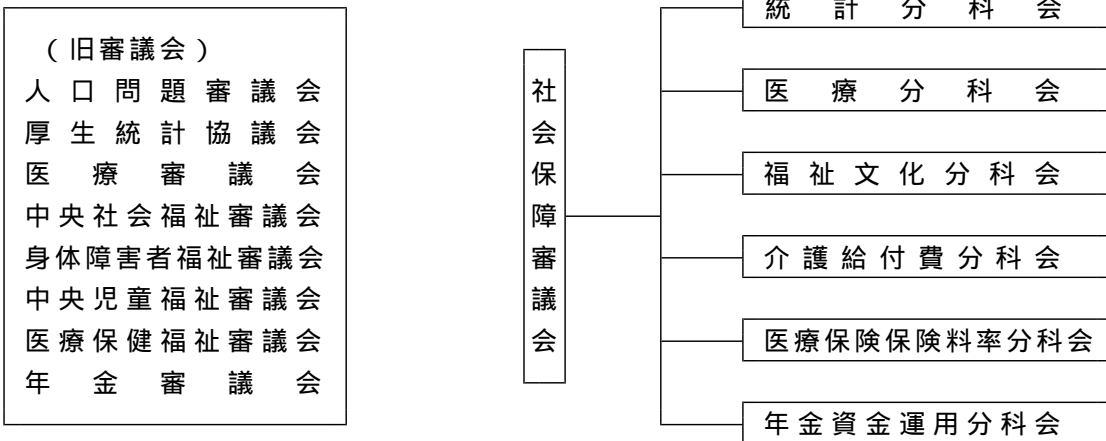 (旧審議会)
人口問題審議会
厚生統計協議会
医療審議会
中央社会福祉審議会
身体障害者福祉審議会
中央児童福祉審議会
医療保健福祉審議会
年金審議会
社会保障審議会
統計分科会
医療分科会
福祉文化分科会
介護給付費分科会
医療保険保険料率分科会
年金資金運用分科会